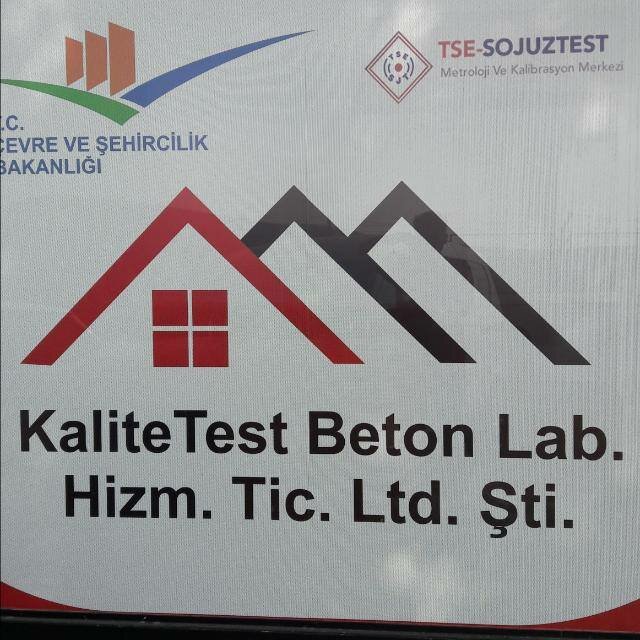 T.C.
ÇEVRE VE ŞEHİRCİLİK
BAKANLIĞI
TSE
TSE-SOJUZTEST
Metroloji Ve Kalibrasyon Merkezi
KaliteTest Beton Lab.
Hizm. Tic. Ltd. Şti.